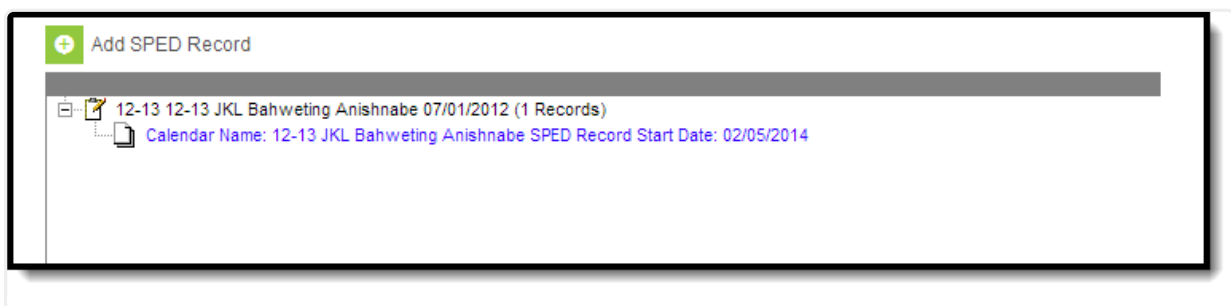 Add SPED Record
12-13 12-13 JKL Bahweting Anishnabe 07/01/2012 (1 Records)
Calendar Name: 12-13 JKL Bahweting Anishnabe SPED Record Start Date: 02/05/2014